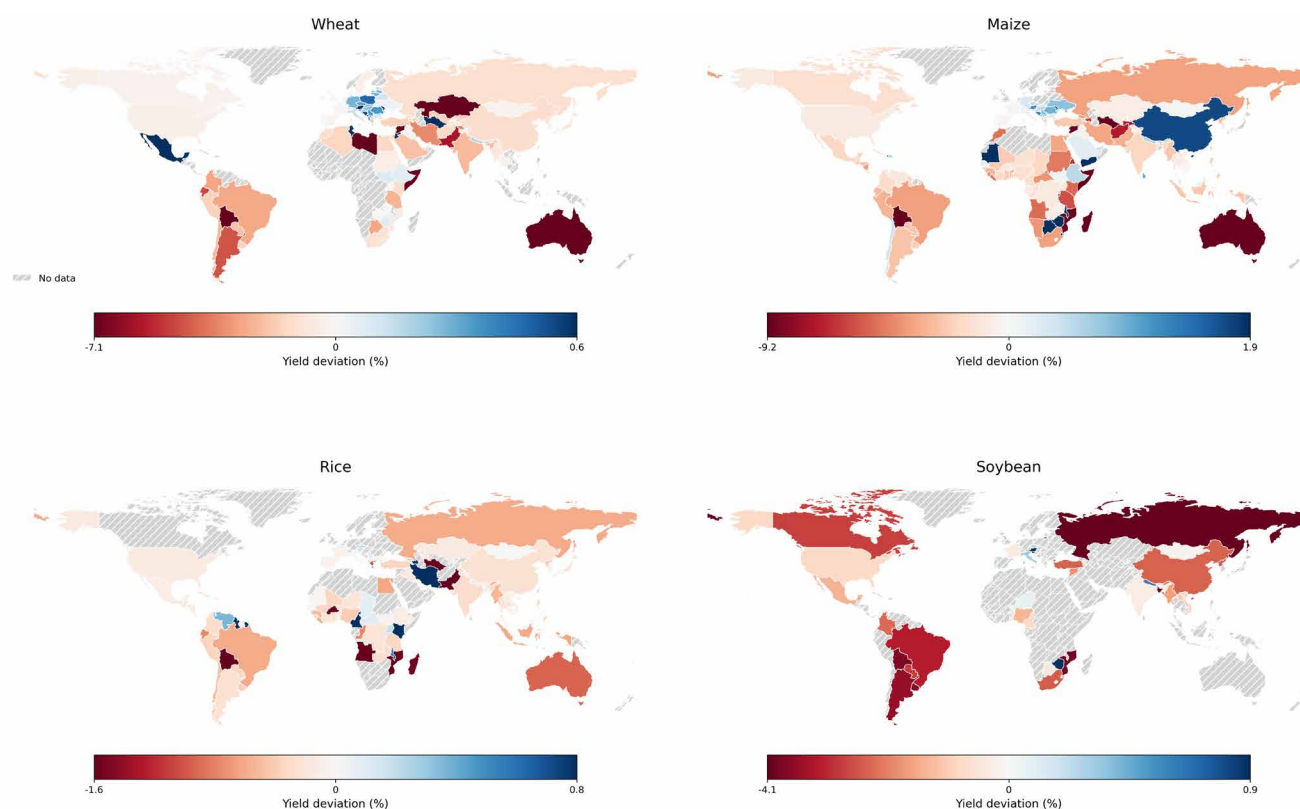 Wheat
Maize
No data
-7.1 0 0.6
Yield deviation (%)
-9.2 0 1.9
Yield deviation (%)
Rice
Soybean
-1.6 0 0.8
Yield deviation (%)
-4.1 0 0.9
Yield deviation (%)